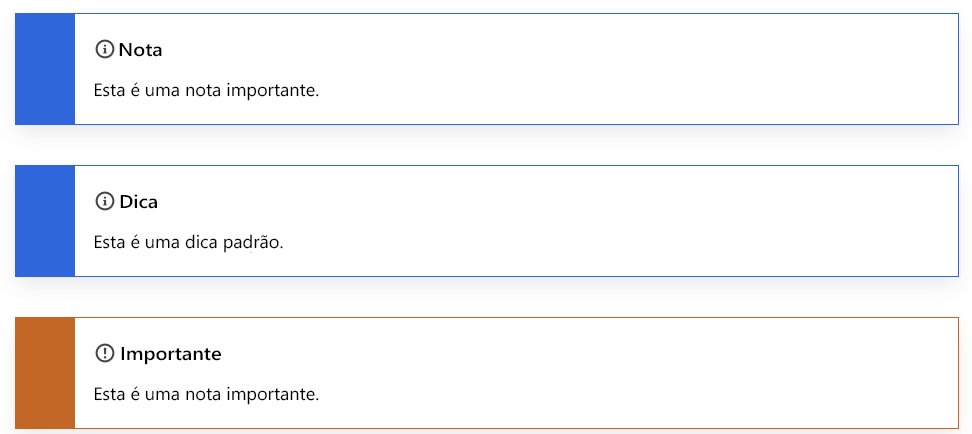 Nota
Esta é uma nota importante.
Dica
Esta é uma dica padrão.
Importante
Esta é uma nota importante.